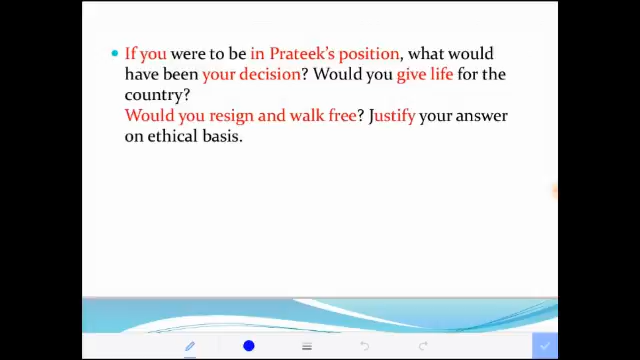 If you were to be in Prateek's position, what would
have been your decision? Would you give life for the
country?
Would you resign and walk free? Justify your answer
on ethical basis.